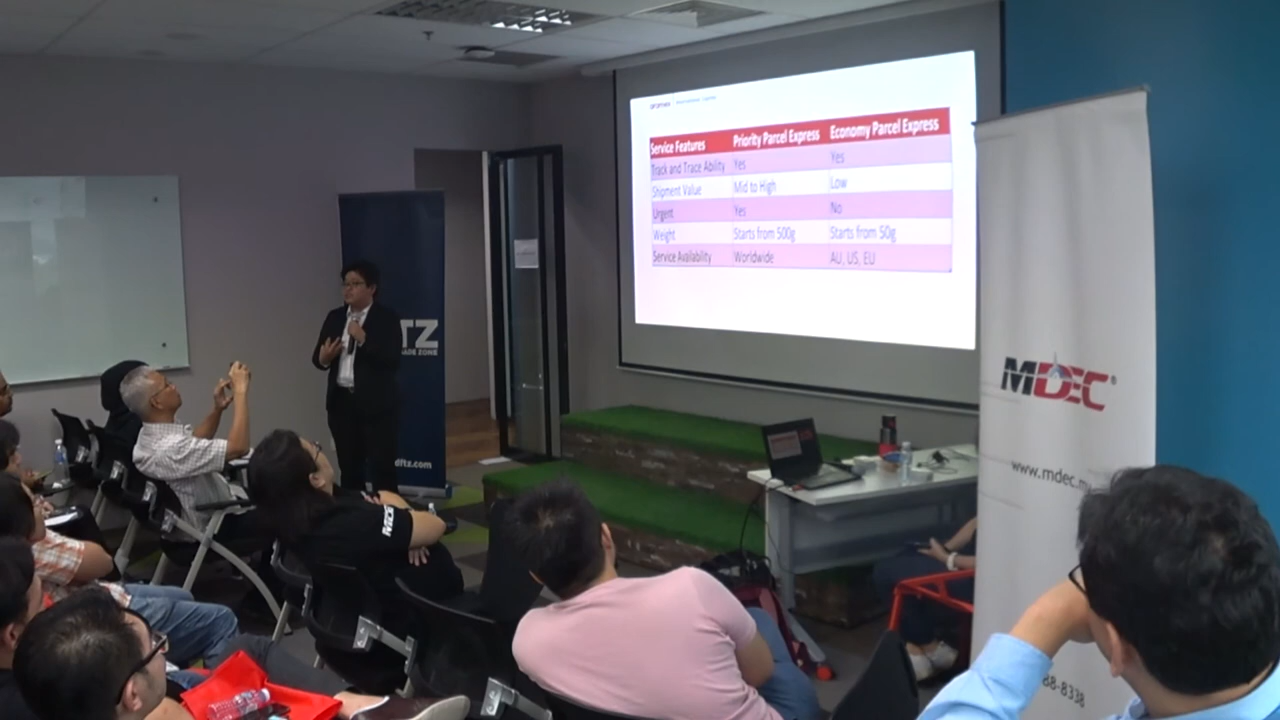 Service Features Priority Parcel Express Economy Parcel Express
Track and Trace Ability Yes Yes
Shipment Value Mid to High Low
Urgent Yes No
Weight Starts from 500g Starts from 50g
Service Availability Worldwide AU, US, EU
TZ
ADE ZONE
dftz.com
MDEC
www.mdec.m
88-8338